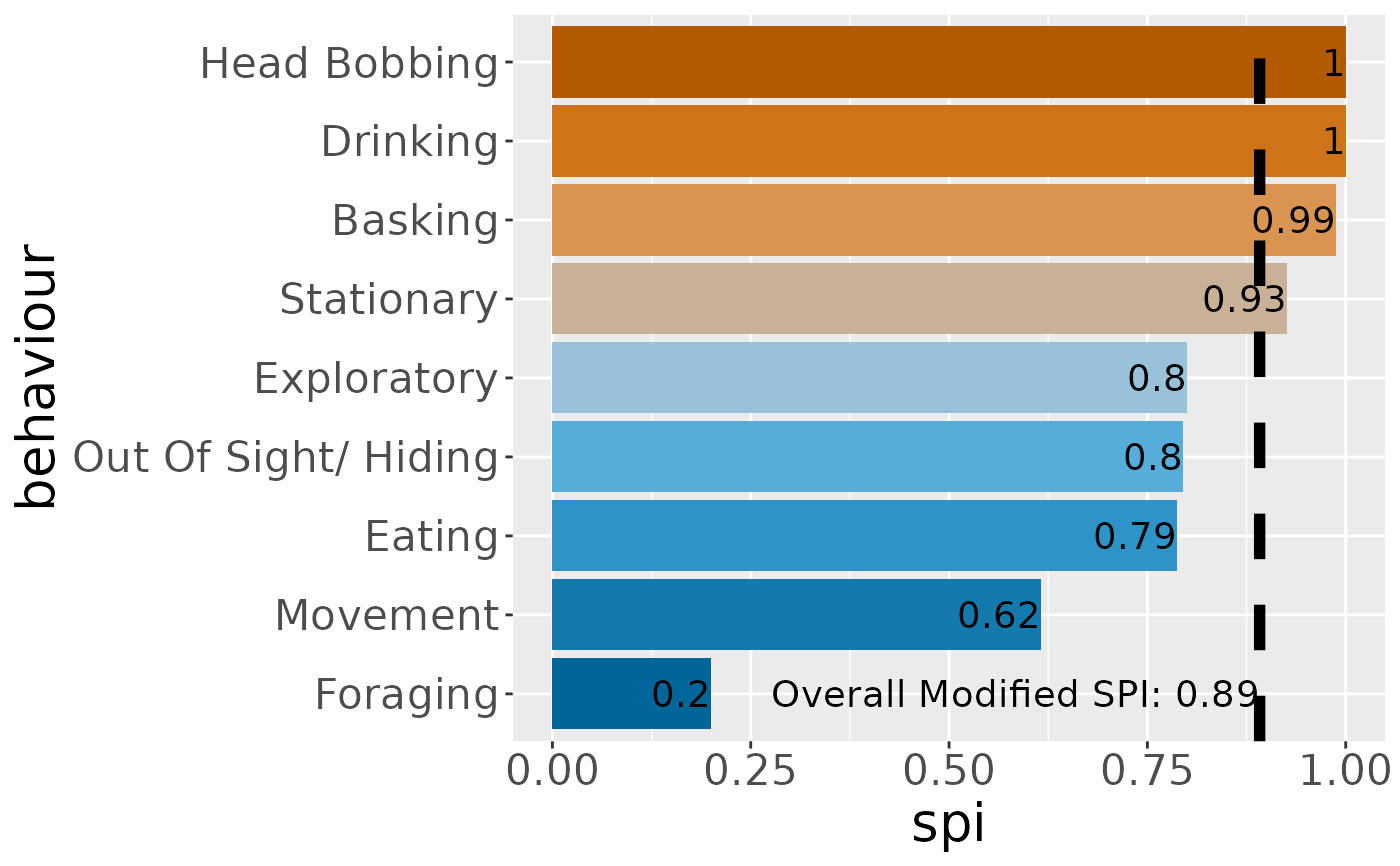 behaviour
Head Bobbing 1
Drinking 1
Basking 0.99
Stationary 0.93
Exploratory 0.8
Out Of Sight/ Hiding 0.8
Eating 0.79
Movement 0.62
Foraging 0.2 Overall Modified SPI: 0.89
0.00 0.25 0.50 0.75 1.00
spi